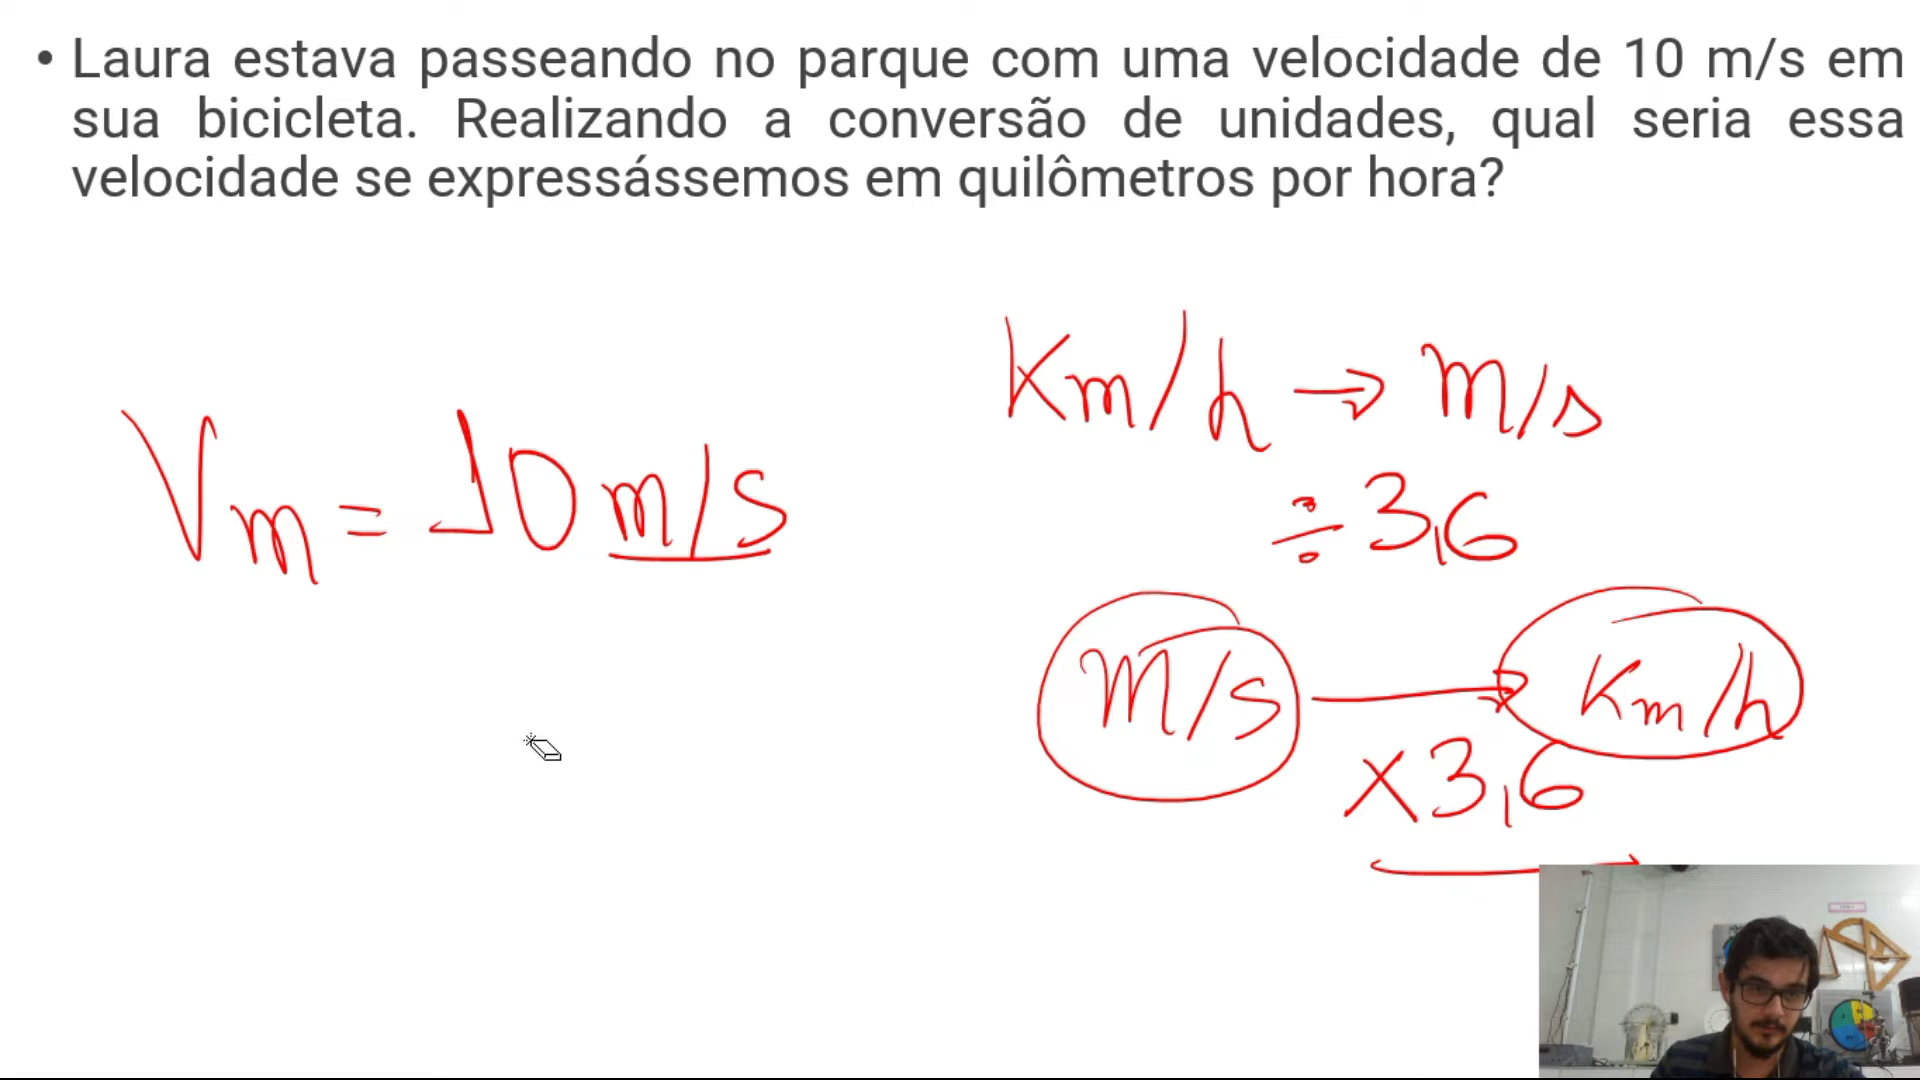 • Laura estava passeando no parque com uma velocidade de 10 m/s em
sua bicicleta. Realizando a conversão de unidades, qual seria essa
velocidade se expressássemos em quilômetros por hora?
Km/h → m/s
Vm = 10 m/s
÷ 3,6
m/s → Km/h
x 3,6